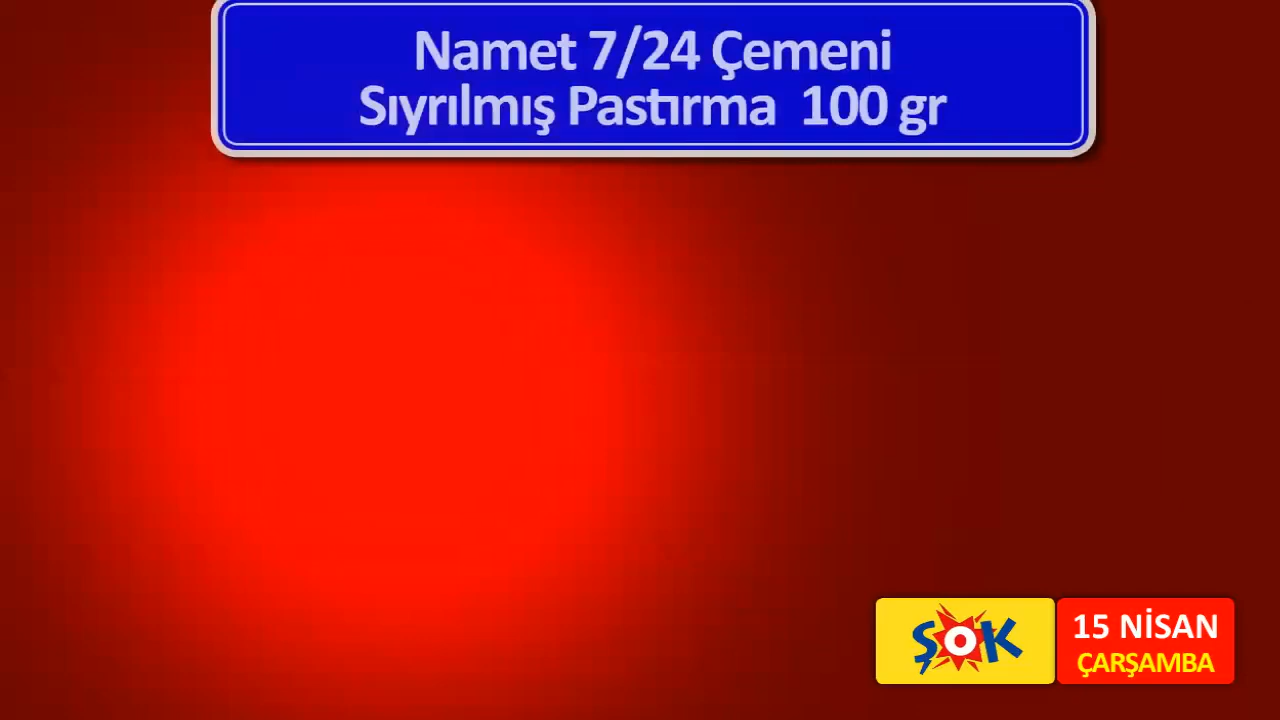 Namet 7/24 Çemeni
Sıyrılmış Pastırma 100 gr
ŞOK
15 NİSAN
ÇARŞAMBA